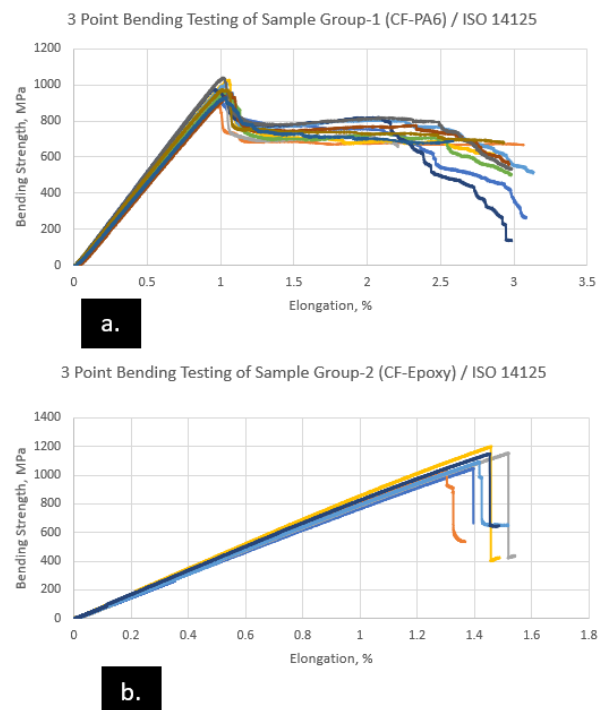 3 Point Bending Testing of Sample Group-1 (CF-PA6) / ISO 14125
1200
1000
800
600
400
200
0
0 0.5 1 1.5 2 2.5 3 3.5
Bending Strength, MPa
Elongation, %
a.
3 Point Bending Testing of Sample Group-2 (CF-Epoxy) / ISO 14125
1400
1200
1000
800
600
400
200
0
0 0.2 0.4 0.6 0.8 1 1.2 1.4 1.6 1.8
Bending Strength, MPa
Elongation, %
b.